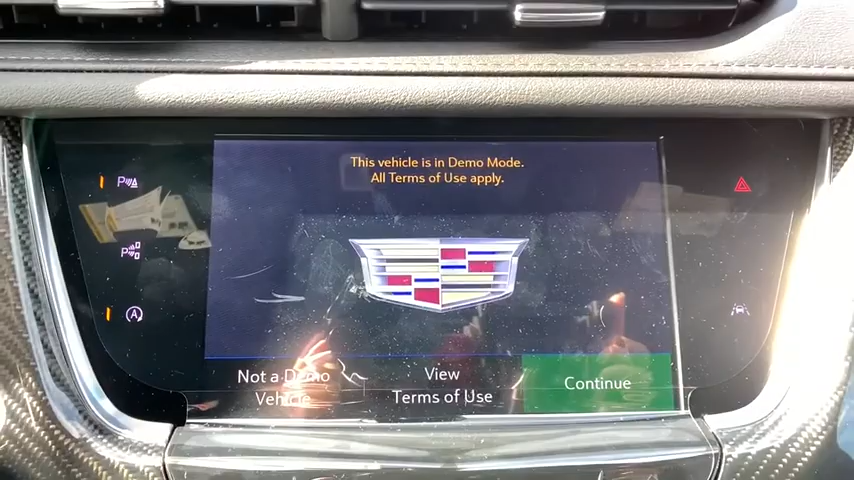 This vehicle is in Demo Mode.
All Terms of Use apply.
Not a Demo
Vehicle
View
Terms of Use
Continue
P
P
A